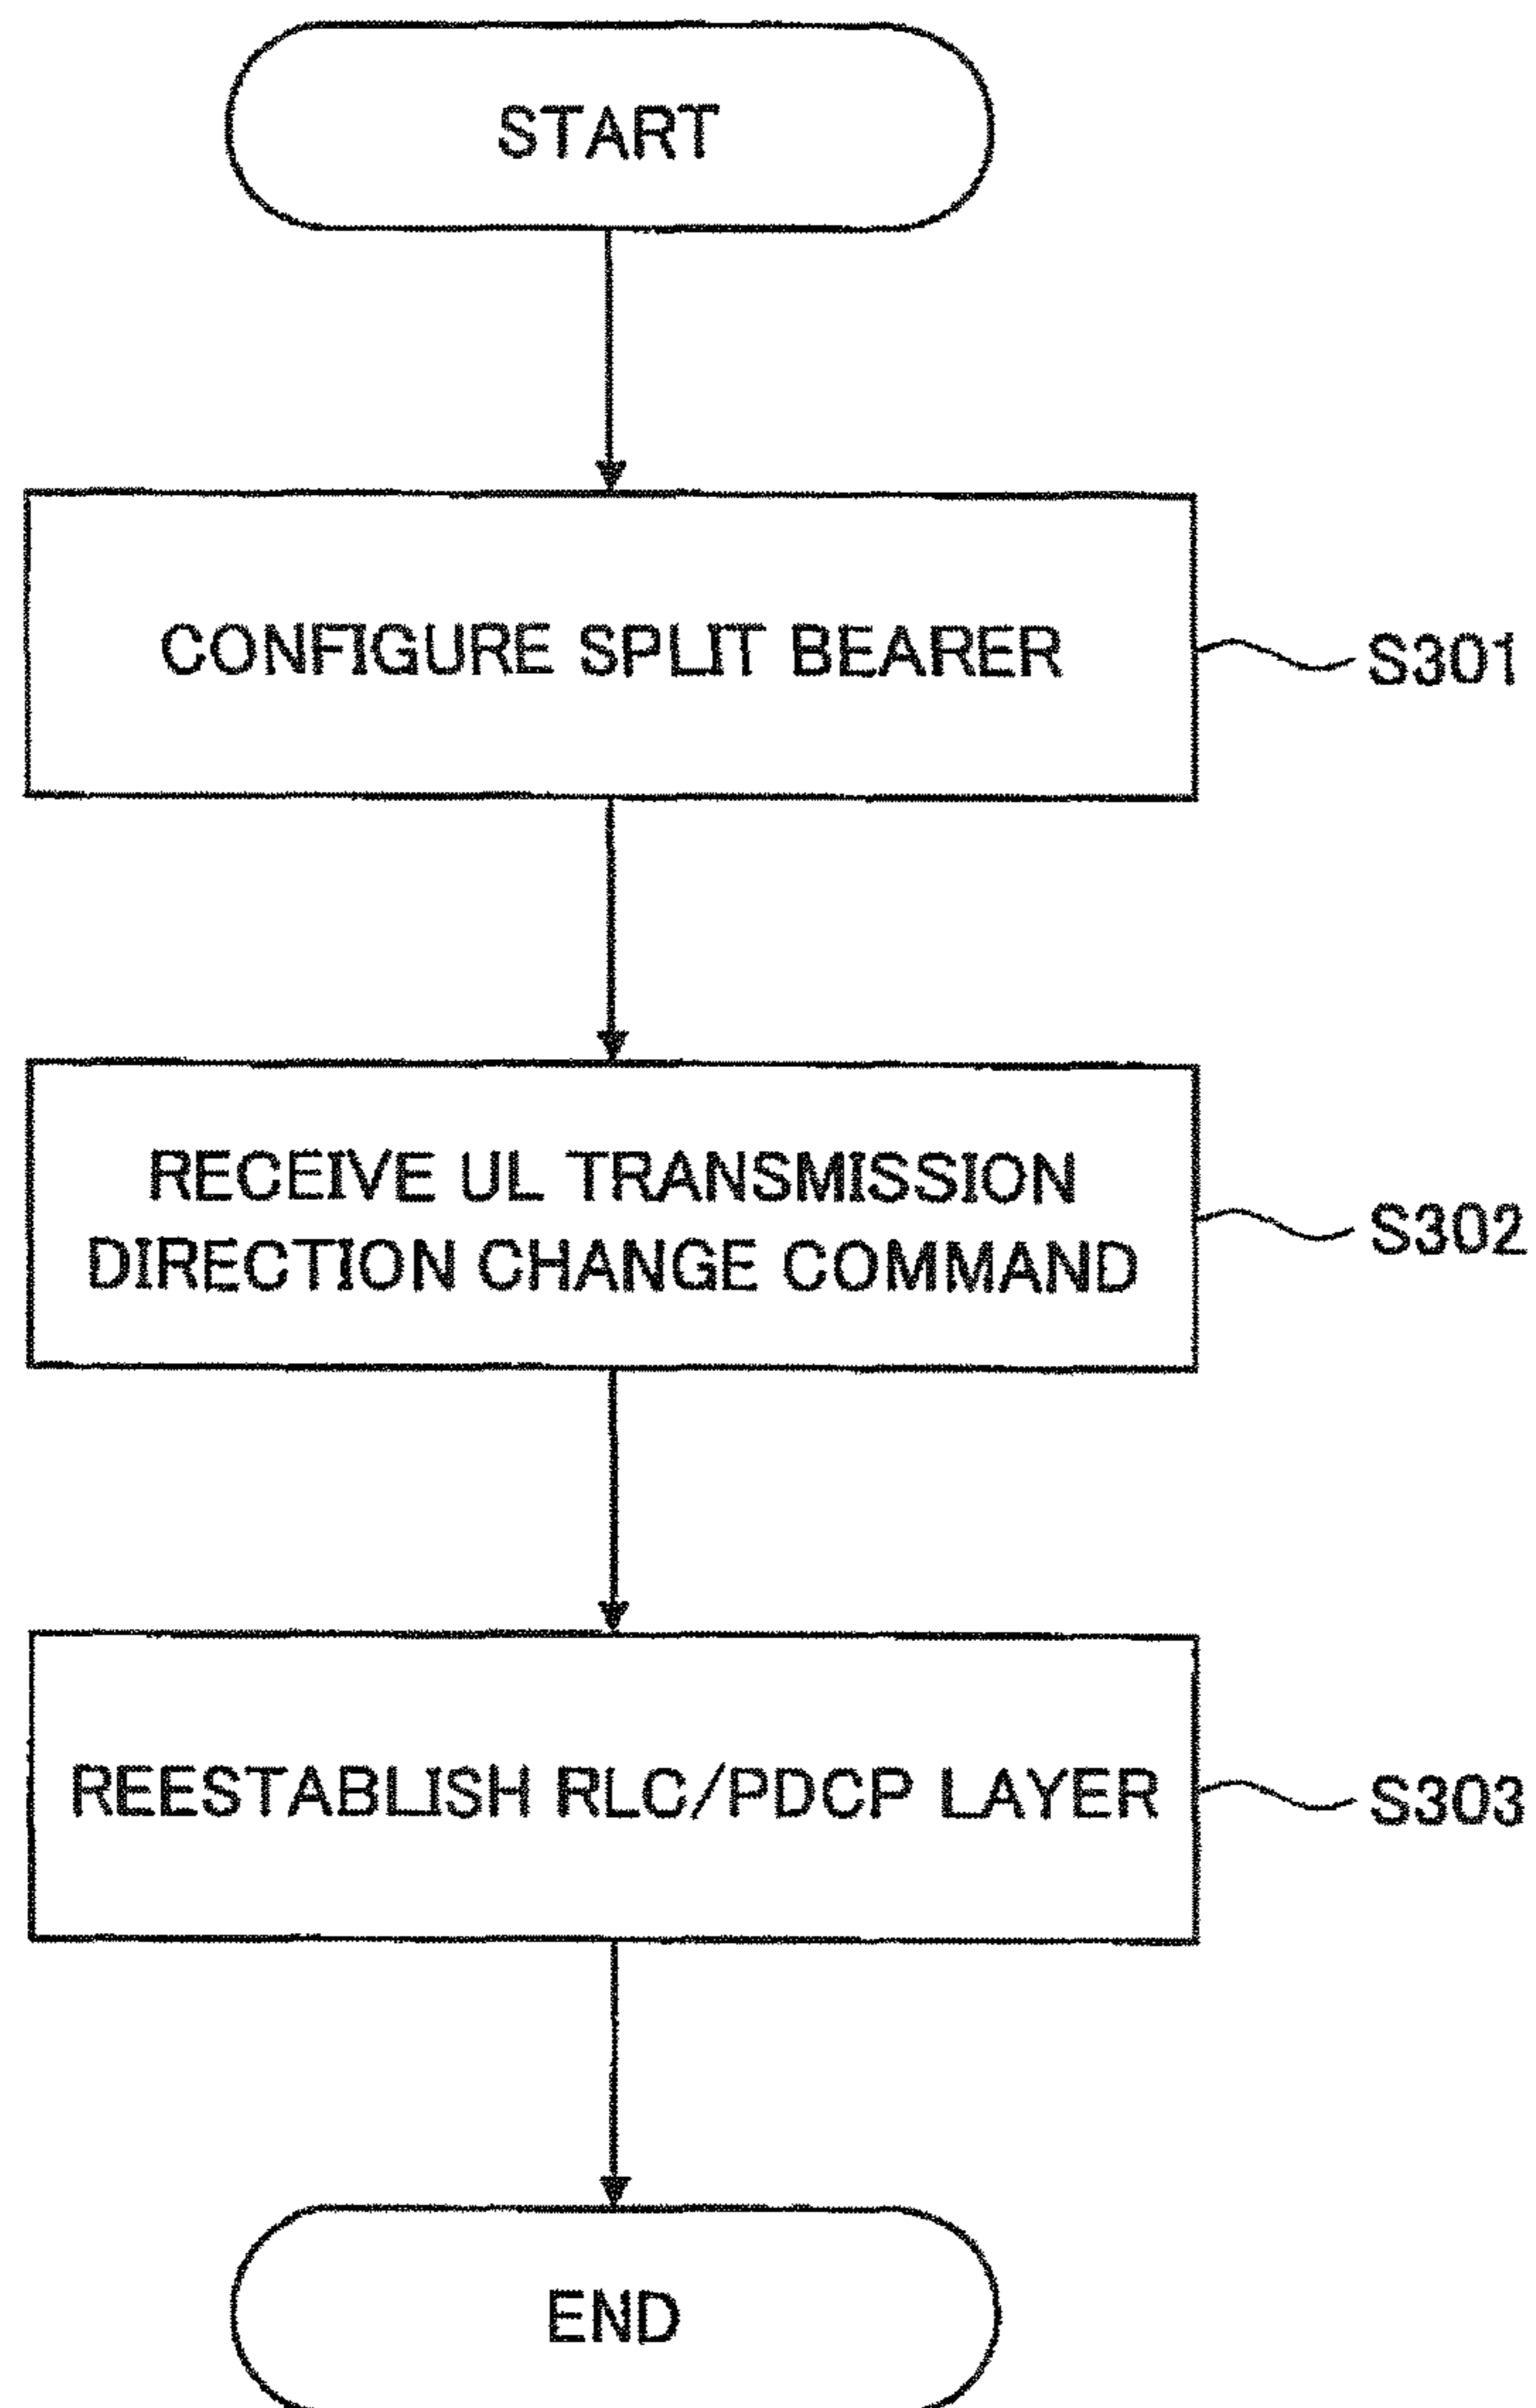 START
CONFIGURE SPLIT BEARER
S301
RECEIVE UL TRANSMISSION
DIRECTION CHANGE COMMAND
S302
REESTABLISH RLC/PDCP LAYER
S303
END